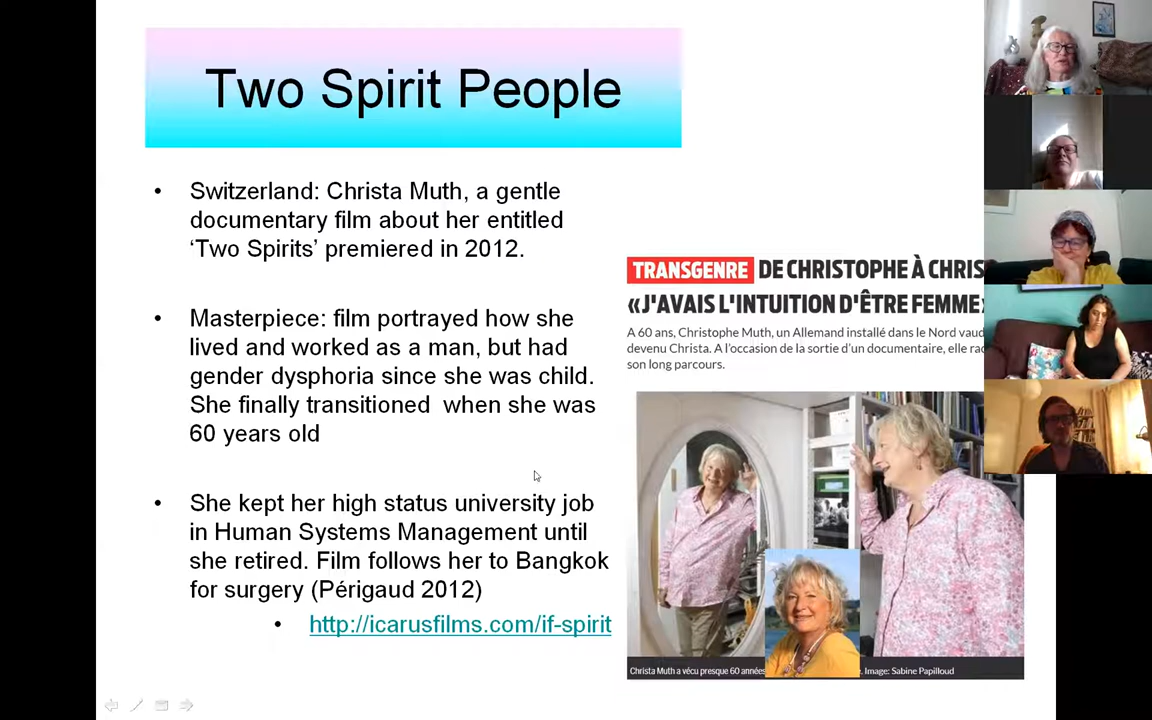 Two Spirit People
• Switzerland: Christa Muth, a gentle
documentary film about her entitled
‘Two Spirits’ premiered in 2012.
• Masterpiece: film portrayed how she
lived and worked as a man, but had
gender dysphoria since she was child.
She finally transitioned when she was
60 years old
• She kept her high status university job
in Human Systems Management until
she retired. Film follows her to Bangkok
for surgery (Périgaud 2012)
• http://icarusfilms.com/if-spirit
TRANSGENRE DE CHRISTOPHE À CHRIS
«J'AVAIS L'INTUITION D'ÊTRE FEMME»
A 60 ans, Christophe Muth, un Allemand installé dans le Nord vaud
devenu Christa. A l'occasion de la sortie d'un documentaire, elle rac
son long parcours.
Christa Muth a vécu presque 60 années
. Image: Sabine Papilloud